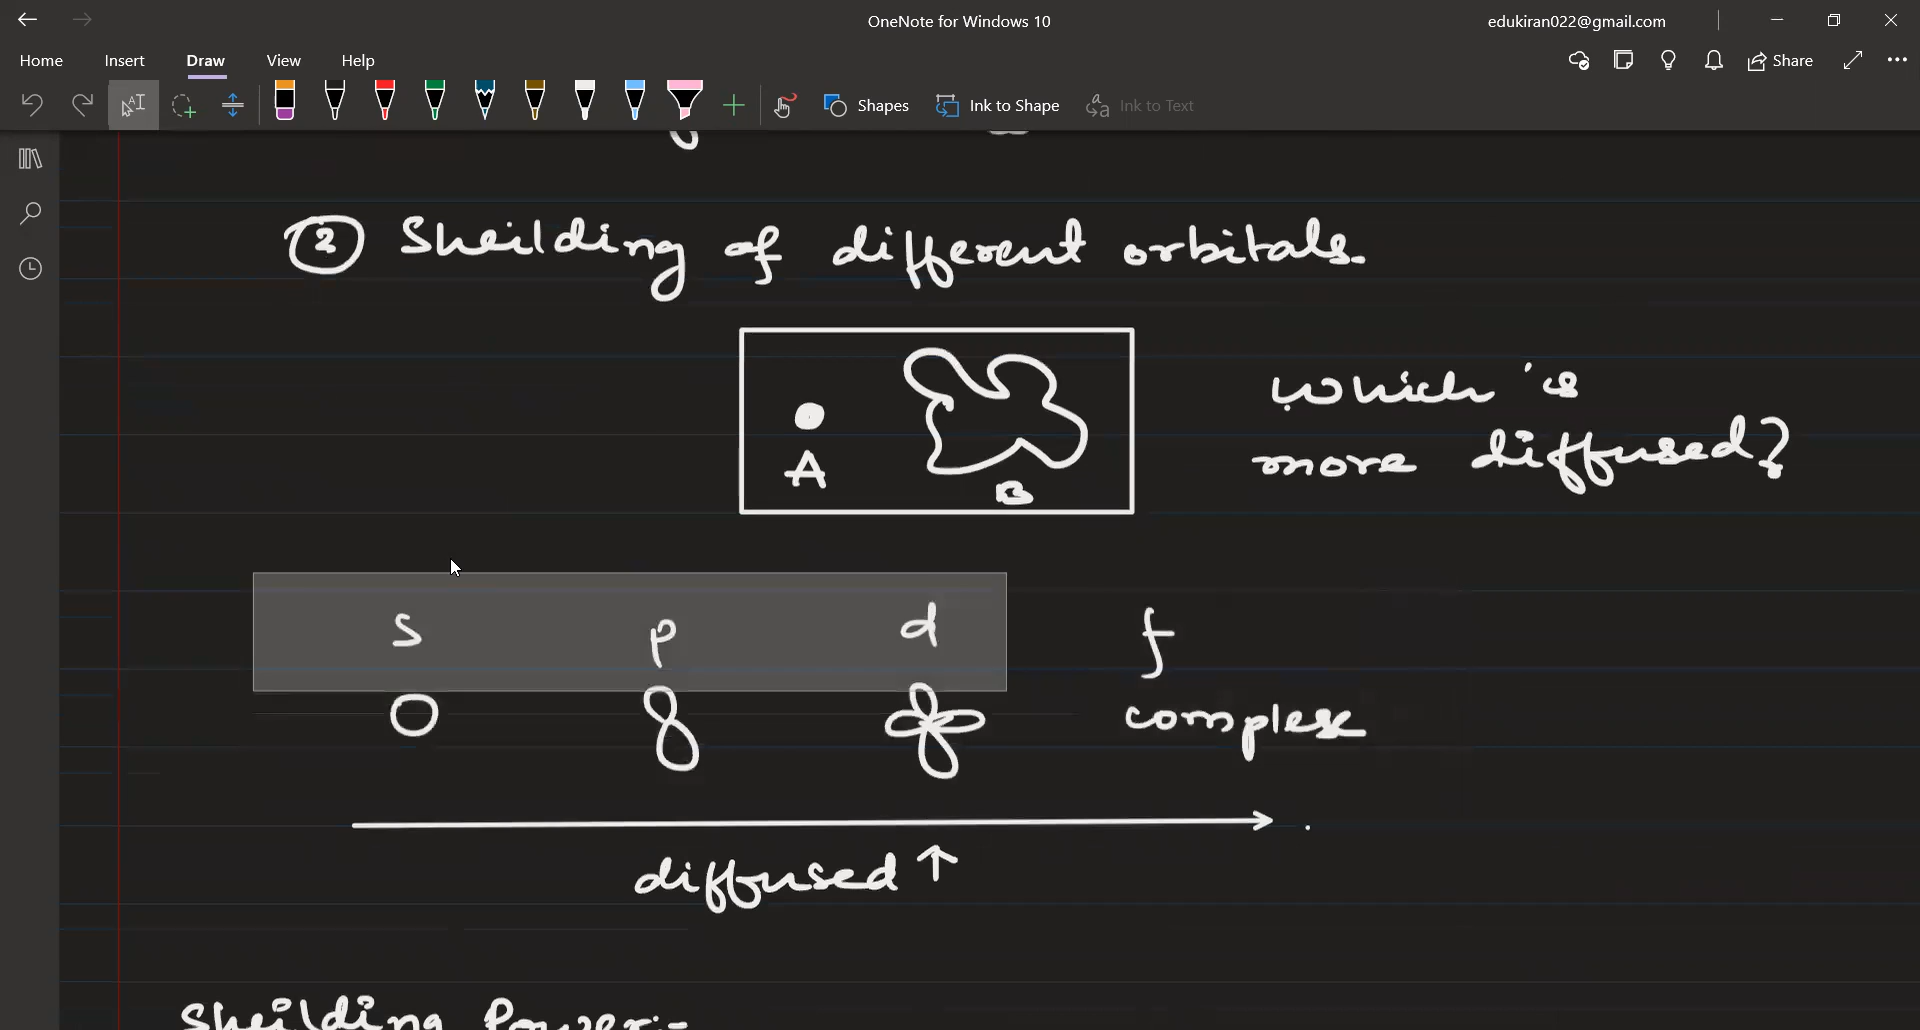 OneNote for Windows 10
edukiran022@gmail.com
Home Insert Draw View Help
Share
Shapes Ink to Shape Ink to Text
② Sheilding of different orbitals.
A B
which is
more diffused?
s p d f
complex
diffused ↑
Sheilding Power:-